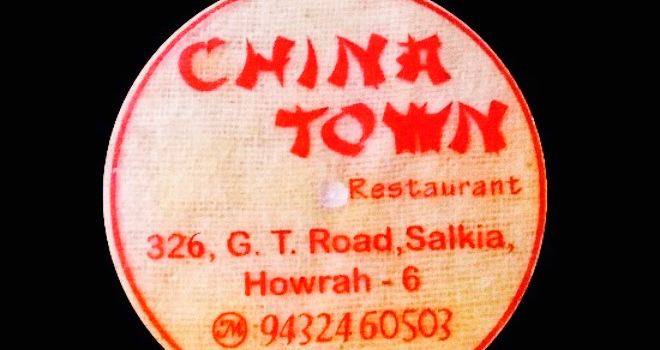 CHINA
TOWN
Restaurant
326, G. T. Road,Salkia,
Howrah - 6
M 9432460503